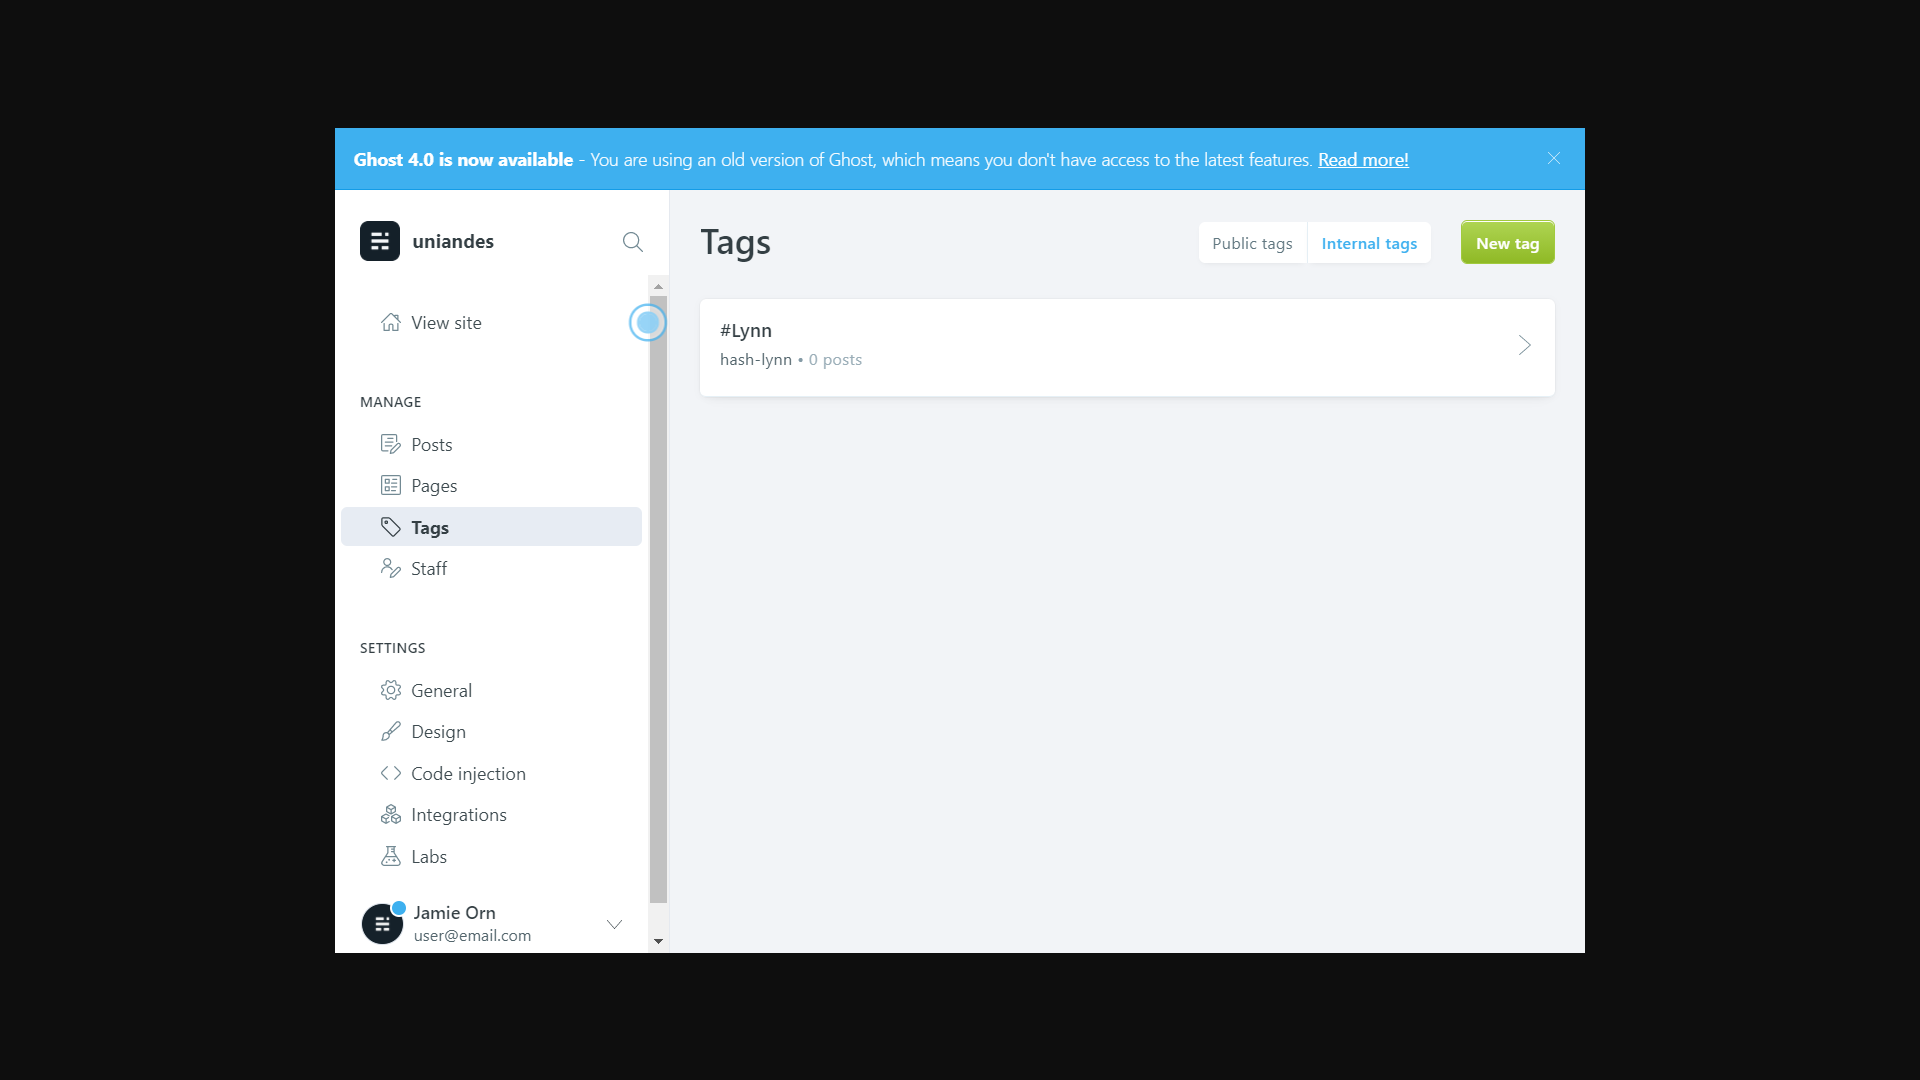 Ghost 4.0 is now available - You are using an old version of Ghost, which means you don't have access to the latest features. Read more!
uniandes
Tags
Public tags
Internal tags
New tag
View site
#Lynn
hash-lynn • 0 posts
MANAGE
Posts
Pages
Tags
Staff
SETTINGS
General
Design
Code injection
Integrations
Labs
Jamie Orn
user@email.com